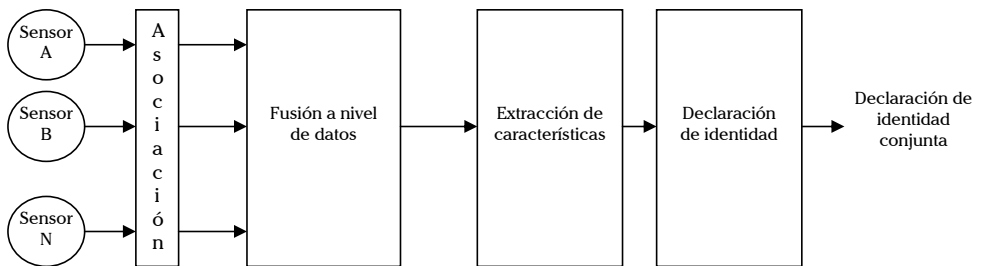 Sensor
A
Sensor
B
Sensor
N
A
s
o
c
i
a
c
i
ó
n
Fusión a nivel
de datos
Extracción de
características
Declaración
de identidad
Declaración de
identidad
conjunta